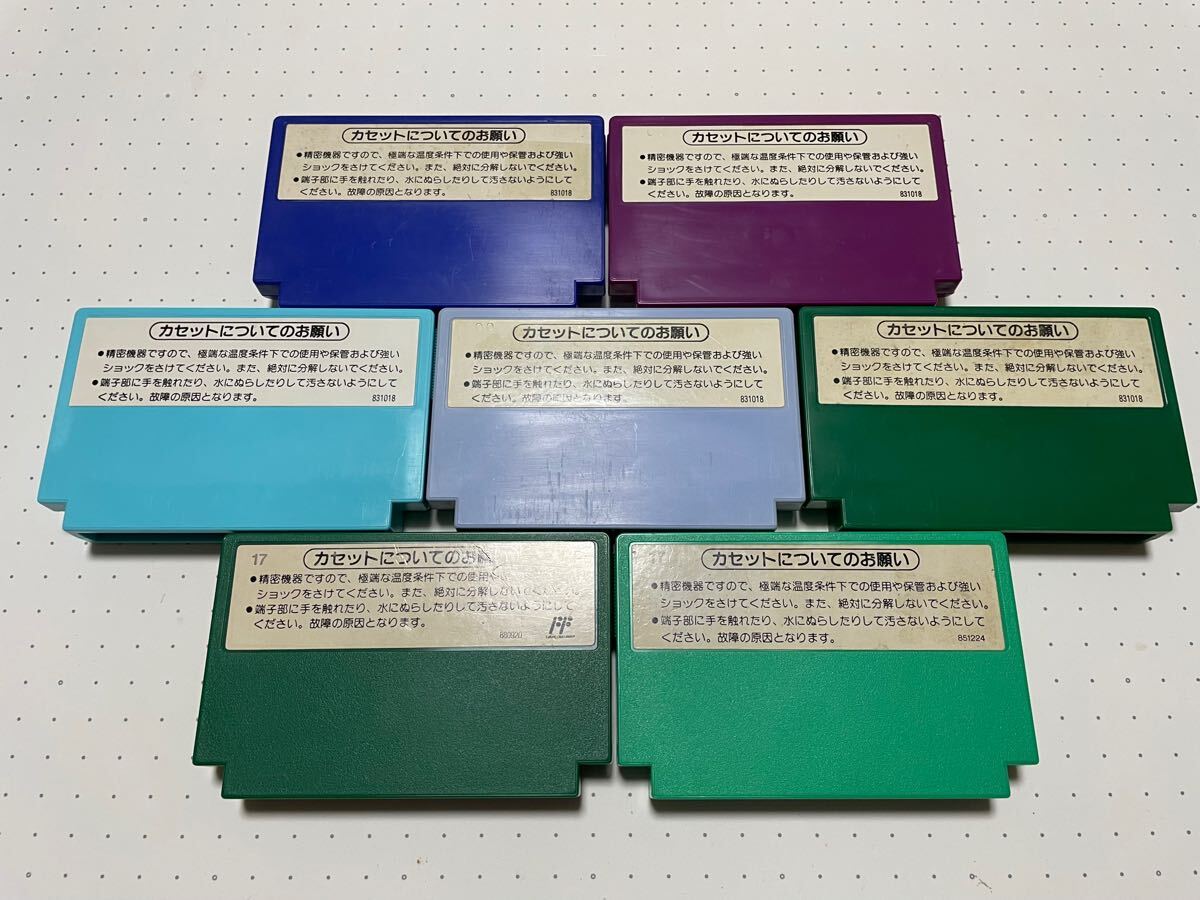 カセットについてのお願い
●精密機器ですので、極端な温度条件下での使用や保管および強い
ショックをさけてください。また、絶対に分解しないでください。
●端子部に手を触れたり、水にぬらしたりして汚さないようにして
ください。故障の原因となります。
831018
カセットについてのお願い
●精密機器ですので、極端な温度条件下での使用や保管および強い
ショックをさけてください。また、絶対に分解しないでください。
●端子部に手を触れたり、水にぬらしたりして汚さないようにして
ください。故障の原因となります。
831018
カセットについてのお願い
●精密機器ですので、極端な温度条件下での使用や保管および強い
ショックをさけてください。また、絶対に分解しないでください。
●端子部に手を触れたり、水にぬらしたりして汚さないようにして
ください。故障の原因となります。
831018
カセットについてのお願い
●精密機器ですので、極端な温度条件下での使用や保管および強い
ショックをさけてください。また、絶対に分解しないでください。
●端子部に手を触れたり、水にぬらしたりして汚さないようにして
ください。故障の原因となります。
831018
カセットについてのお願い
●精密機器ですので、極端な温度条件下での使用や保管および強い
ショックをさけてください。また、絶対に分解しないでください。
●端子部に手を触れたり、水にぬらしたりして汚さないようにして
ください。故障の原因となります。
831018
17
カセットについてのお願
●精密機器ですので、極端な温度条件下での使用や
ショックをさけてください。また、絶対に分解しないでください。
●端子部に手を触れたり、水にぬらしたりして汚さないようにして
ください。故障の原因となります。
880920
17
カセットについてのお願い
●精密機器ですので、極端な温度条件下での使用や保管および強い
ショックをさけてください。また、絶対に分解しないでください。
●端子部に手を触れたり、水にぬらしたりして汚さないようにして
ください。故障の原因となります。
851224